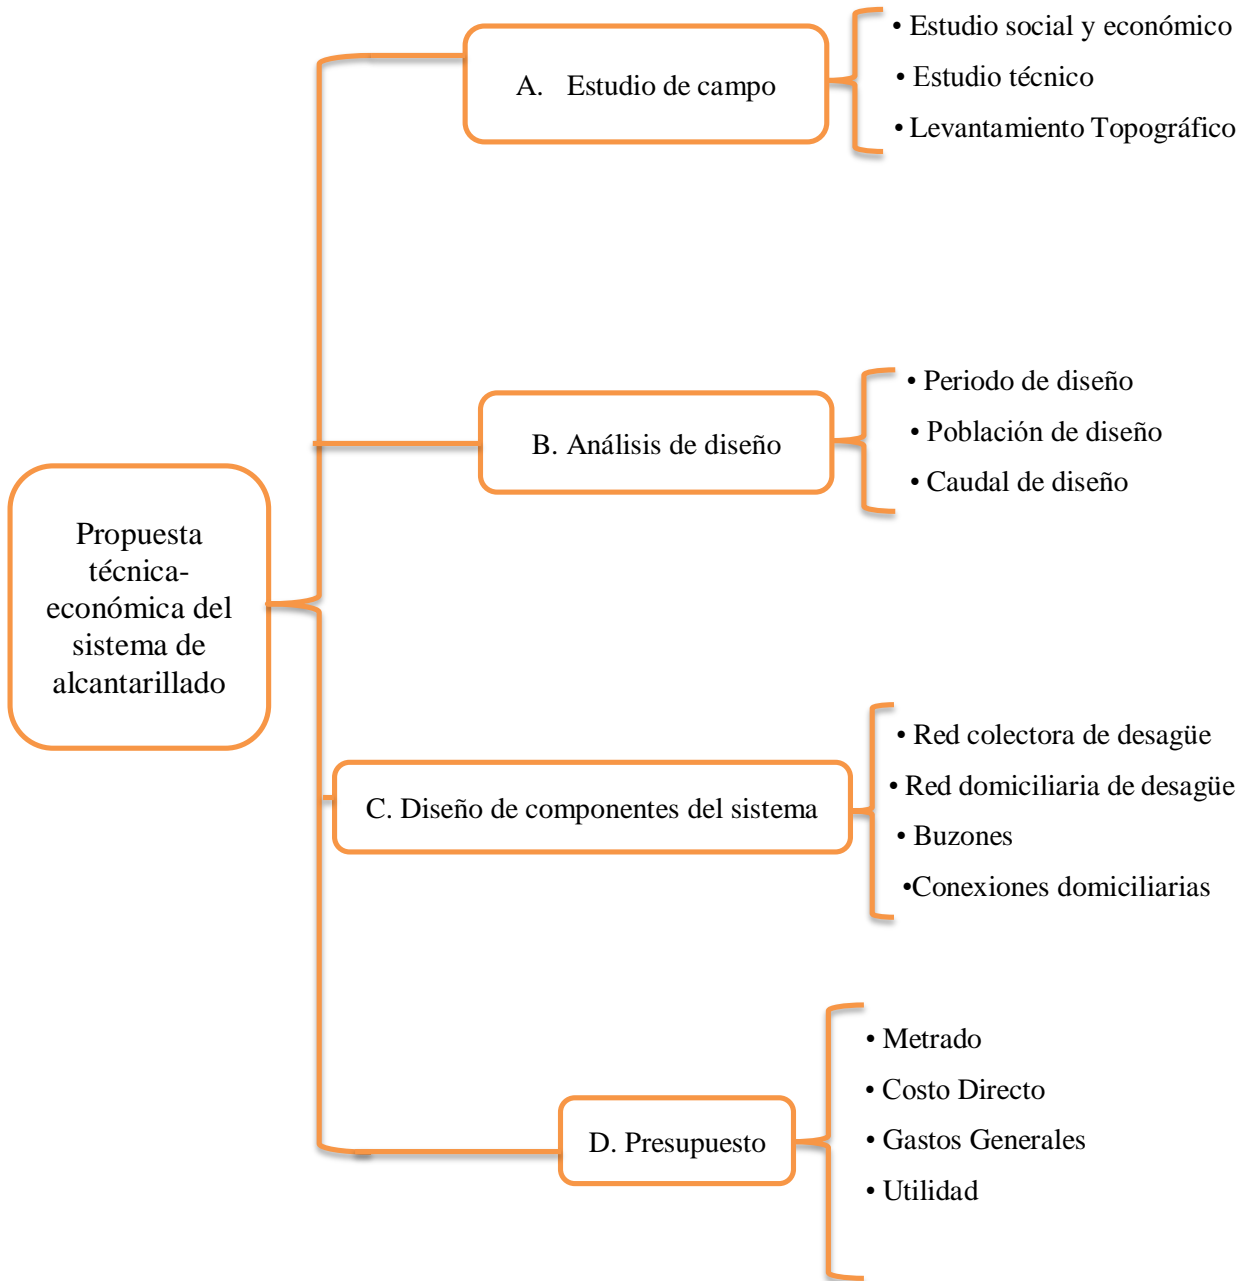 Propuesta
técnica-
económica del
sistema de
alcantarillado
A. Estudio de campo
• Estudio social y económico
• Estudio técnico
• Levantamiento Topográfico
B. Análisis de diseño
• Periodo de diseño
• Población de diseño
• Caudal de diseño
C. Diseño de componentes del sistema
• Red colectora de desagüe
• Red domiciliaria de desagüe
• Buzones
•Conexiones domiciliarias
D. Presupuesto
• Metrado
• Costo Directo
• Gastos Generales
• Utilidad